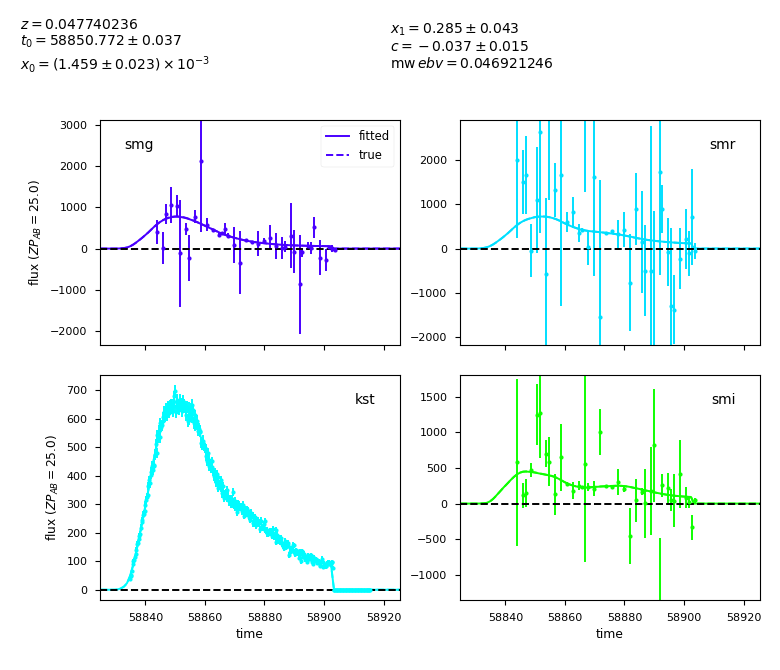 z = 0.047740236
t₀ = 58850.772 ± 0.037
x₀ = (1.459 ± 0.023) × 10⁻³
x₁ = 0.285 ± 0.043
c = −0.037 ± 0.015
mw ebv = 0.046921246
3000
2000
1000
0
−1000
−2000
flux (ZP_AB = 25.0)
smg
fitted
true
2000
1000
0
−1000
−2000
smr
700
600
500
400
300
200
100
0
flux (ZP_AB = 25.0)
kst
58840 58860 58880 58900 58920
time
1500
1000
500
0
−500
−1000
smi
58840 58860 58880 58900 58920
time